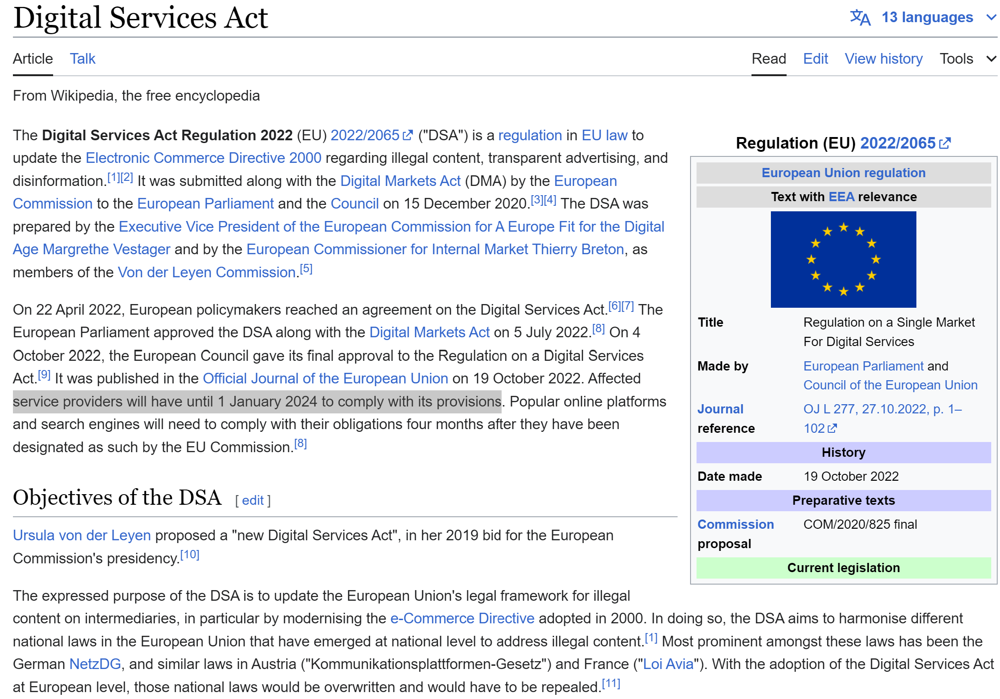 Digital Services Act
13 languages
Article Talk
Read Edit View history Tools
From Wikipedia, the free encyclopedia
The Digital Services Act Regulation 2022 (EU) 2022/2065 ("DSA") is a regulation in EU law to
update the Electronic Commerce Directive 2000 regarding illegal content, transparent advertising, and
disinformation.[1][2] It was submitted along with the Digital Markets Act (DMA) by the European
Commission to the European Parliament and the Council on 15 December 2020.[3][4] The DSA was
prepared by the Executive Vice President of the European Commission for A Europe Fit for the Digital
Age Margrethe Vestager and by the European Commissioner for Internal Market Thierry Breton, as
members of the Von der Leyen Commission.[5]
On 22 April 2022, European policymakers reached an agreement on the Digital Services Act.[6][7] The
European Parliament approved the DSA along with the Digital Markets Act on 5 July 2022.[8] On 4
October 2022, the European Council gave its final approval to the Regulation on a Digital Services
Act.[9] It was published in the Official Journal of the European Union on 19 October 2022. Affected
service providers will have until 1 January 2024 to comply with its provisions. Popular online platforms
and search engines will need to comply with their obligations four months after they have been
designated as such by the EU Commission.[8]
Regulation (EU) 2022/2065
European Union regulation
Text with EEA relevance
Title Regulation on a Single Market
For Digital Services
Made by European Parliament and
Council of the European Union
Journal OJ L 277, 27.10.2022, p. 1–
reference 102
History
Date made 19 October 2022
Preparative texts
Commission COM/2020/825 final
proposal
Current legislation
Objectives of the DSA [ edit ]
Ursula von der Leyen proposed a "new Digital Services Act", in her 2019 bid for the European
Commission's presidency.[10]
The expressed purpose of the DSA is to update the European Union's legal framework for illegal
content on intermediaries, in particular by modernising the e-Commerce Directive adopted in 2000. In doing so, the DSA aims to harmonise different
national laws in the European Union that have emerged at national level to address illegal content.[1] Most prominent amongst these laws has been the
German NetzDG, and similar laws in Austria ("Kommunikationsplattformen-Gesetz") and France ("Loi Avia"). With the adoption of the Digital Services Act
at European level, those national laws would be overwritten and would have to be repealed.[11]